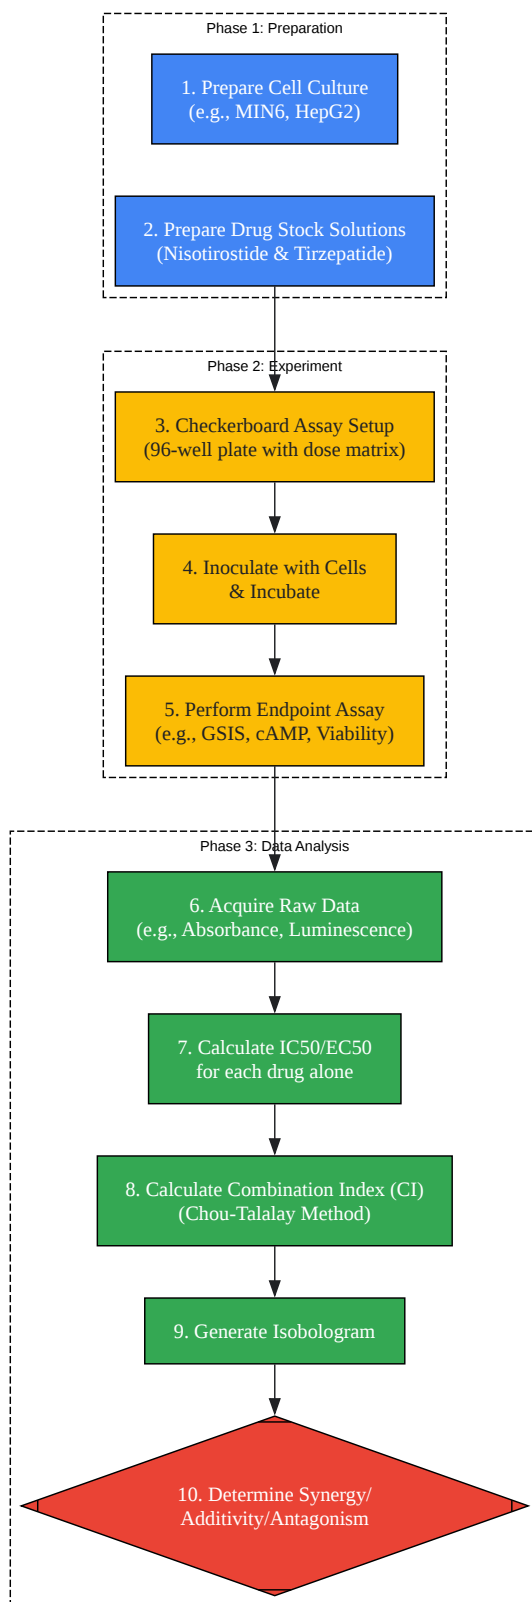 Phase 1: Preparation
1. Prepare Cell Culture
(e.g., MIN6, HepG2)
2. Prepare Drug Stock Solutions
(Nisotirostide & Tirzepatide)
Phase 2: Experiment
3. Checkerboard Assay Setup
(96-well plate with dose matrix)
4. Inoculate with Cells
& Incubate
5. Perform Endpoint Assay
(e.g., GSIS, cAMP, Viability)
Phase 3: Data Analysis
6. Acquire Raw Data
(e.g., Absorbance, Luminescence)
7. Calculate IC50/EC50
for each drug alone
8. Calculate Combination Index (CI)
(Chou-Talalay Method)
9. Generate Isobologram
10. Determine Synergy/
Additivity/Antagonism